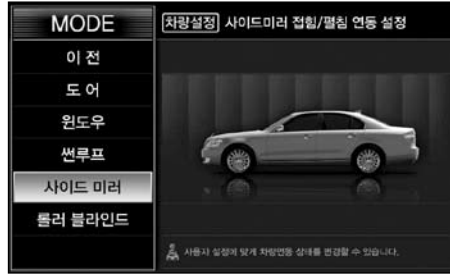 MODE
이 전
도 어
윈도우
썬루프
사이드 미러
롤러 블라인드
차량설정 사이드미러 접힘/펼침 연동 설정
사용자 설정에 맞게 차량연동 상태를 변경할 수 있습니다.